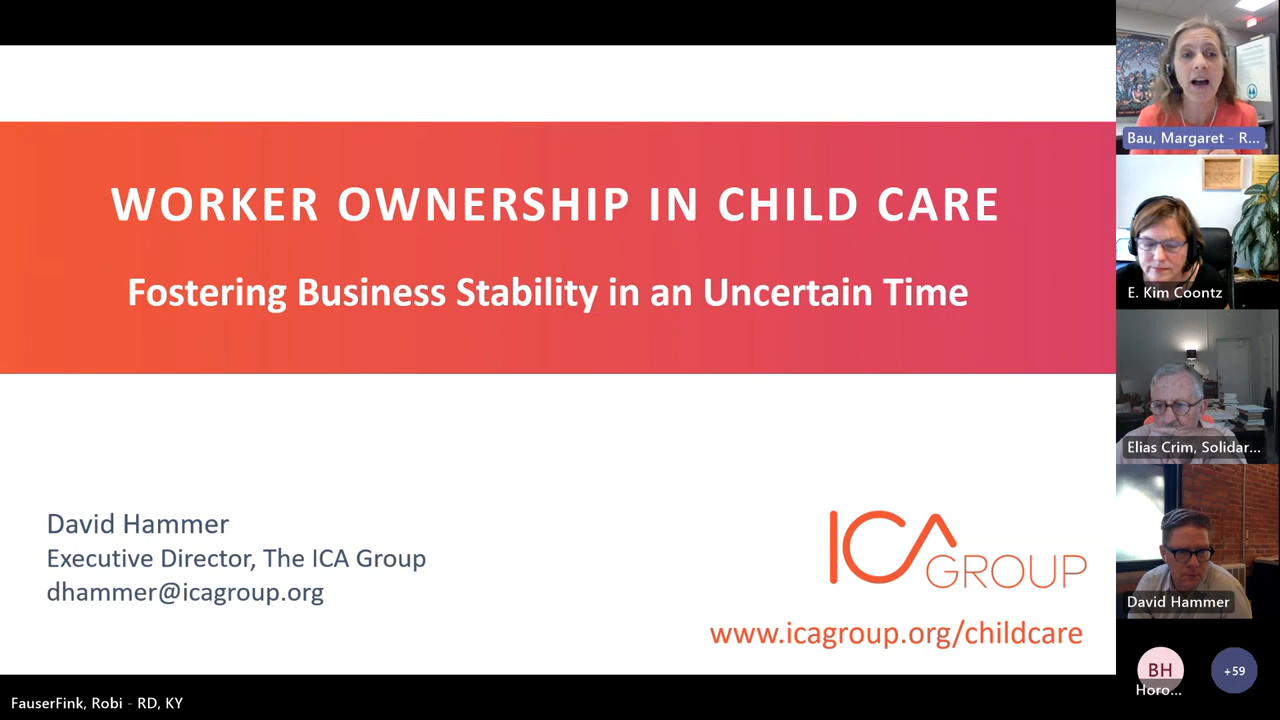 WORKER OWNERSHIP IN CHILD CARE
Fostering Business Stability in an Uncertain Time
David Hammer
Executive Director, The ICA Group
dhammer@icagroup.org
ICA
GROUP
www.icagroup.org/childcare
Bau, Margaret - R...
E. Kim Coontz
Elias Crim, Solidar...
David Hammer
BH
Horo...
+59
FauserFink, Robi - RD, KY